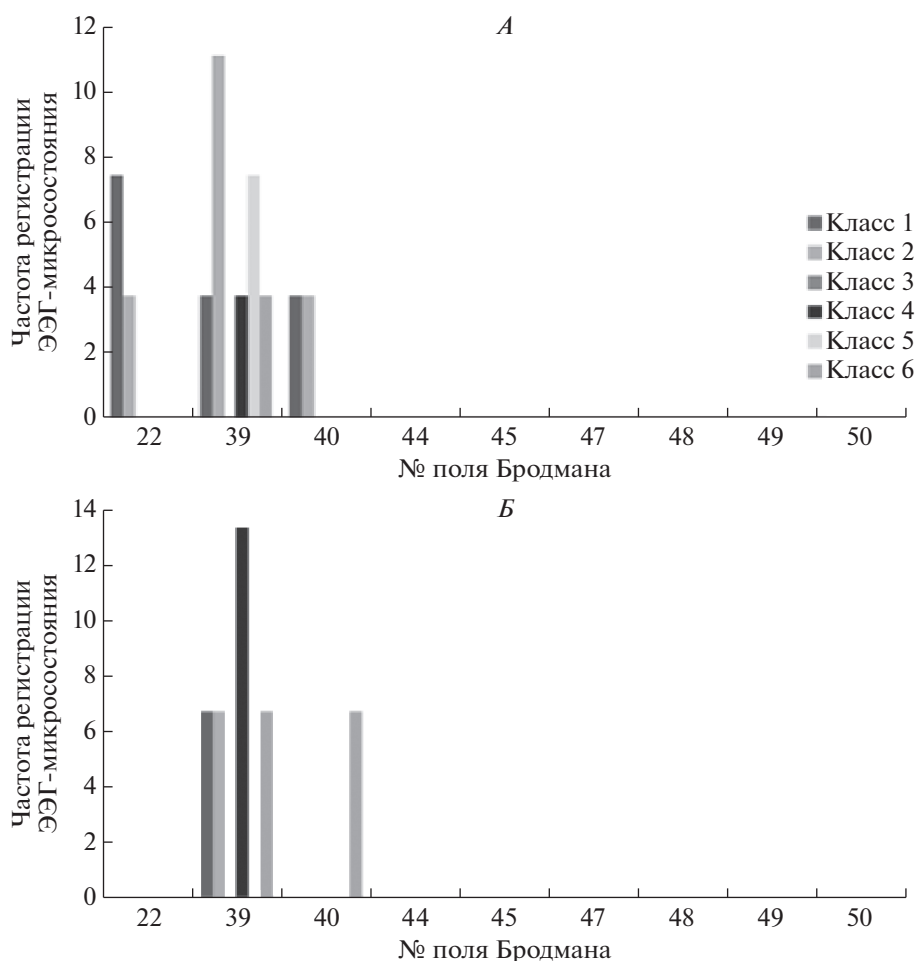 А
12
10
8
6
4
2
0
Частота регистрации
ЭЭГ-микросостояния
Класс 1
Класс 2
Класс 3
Класс 4
Класс 5
Класс 6
22 39 40 44 45 47 48 49 50
№ поля Бродмана
Б
14
12
10
8
6
4
2
0
Частота регистрации
ЭЭГ-микросостояния
22 39 40 44 45 47 48 49 50
№ поля Бродмана